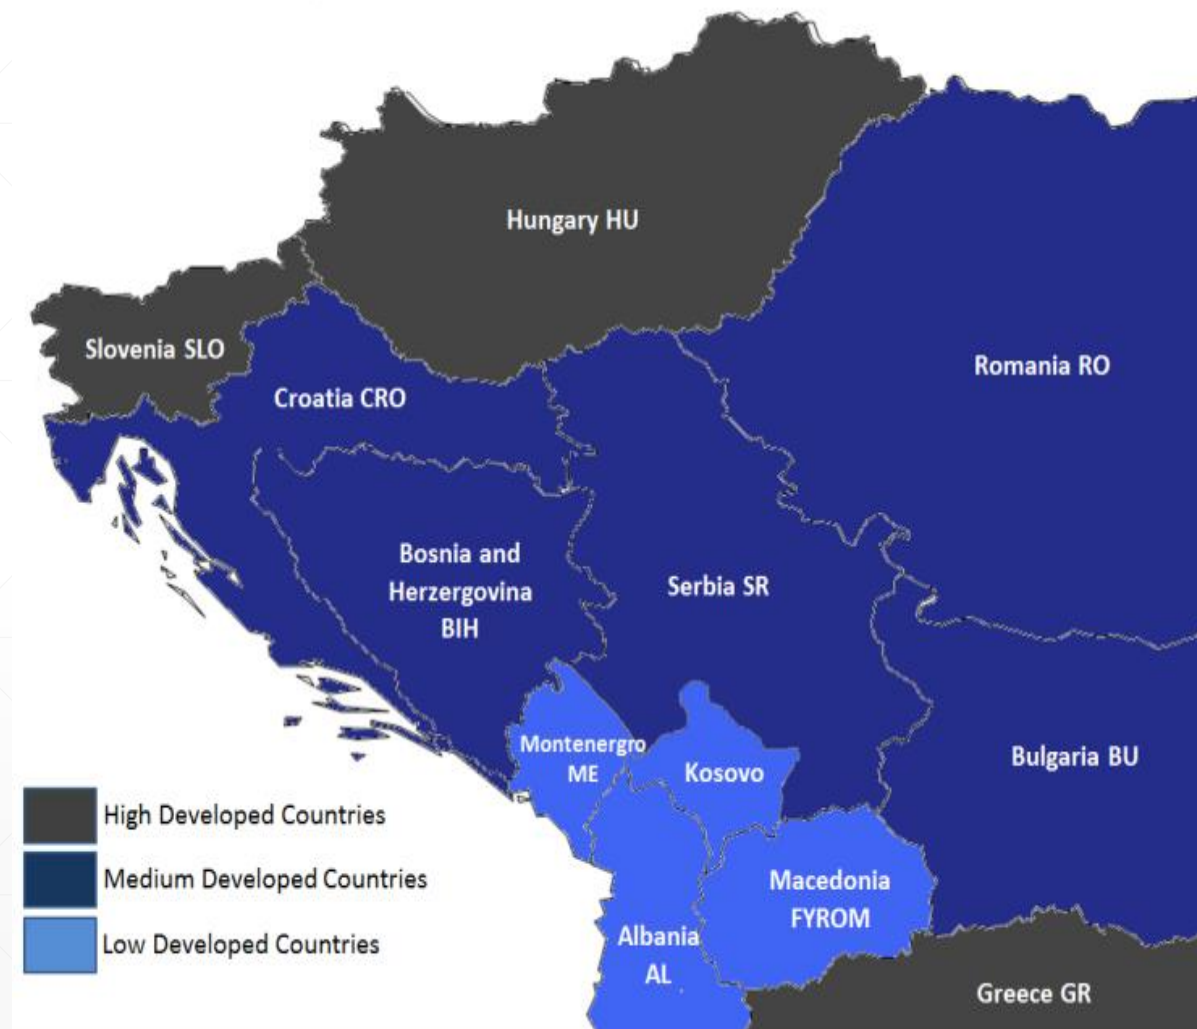 Hungary HU
Slovenia SLO
Croatia CRO
Romania RO
Bosnia and
Herzergovina
BIH
Serbia SR
Montenergro
ME
Kosovo
Bulgaria BU
Macedonia
FYROM
Albania
AL
Greece GR
High Developed Countries
Medium Developed Countries
Low Developed Countries